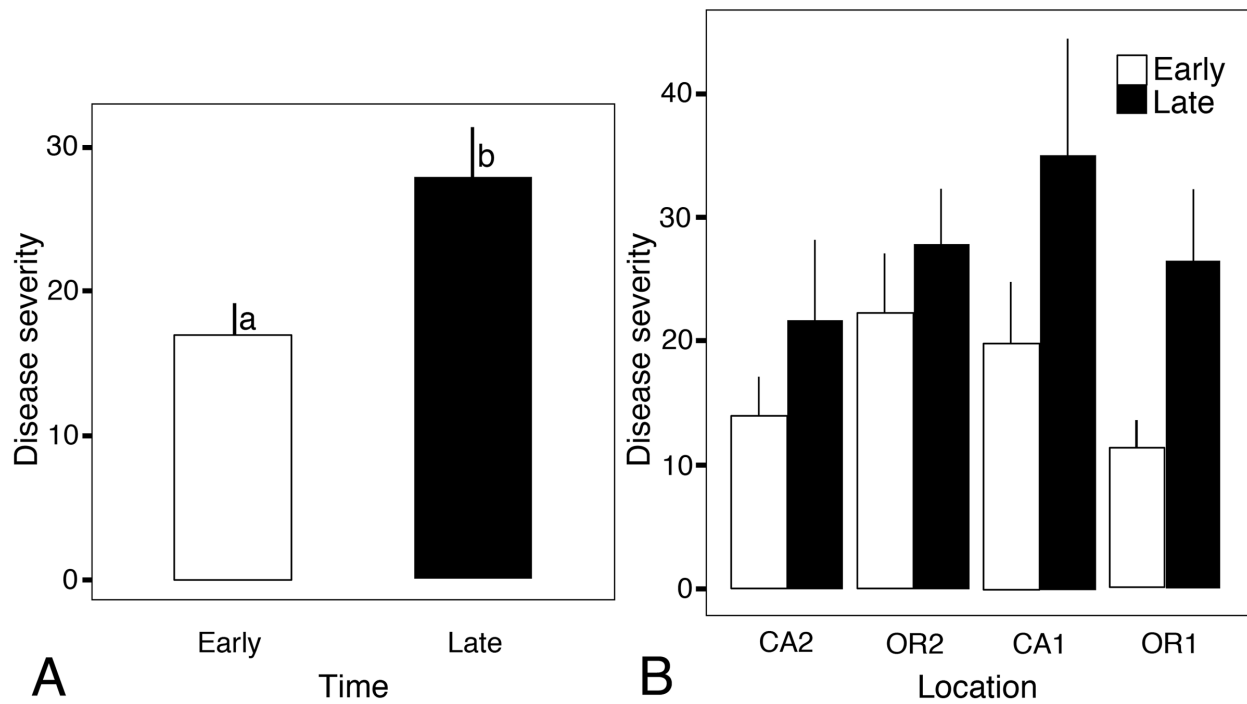 Disease severity
30
20
10
0
a
b
Early
Late
Time
A
Disease severity
40
30
20
10
0
Early
Late
CA2
OR2
CA1
OR1
Location
B